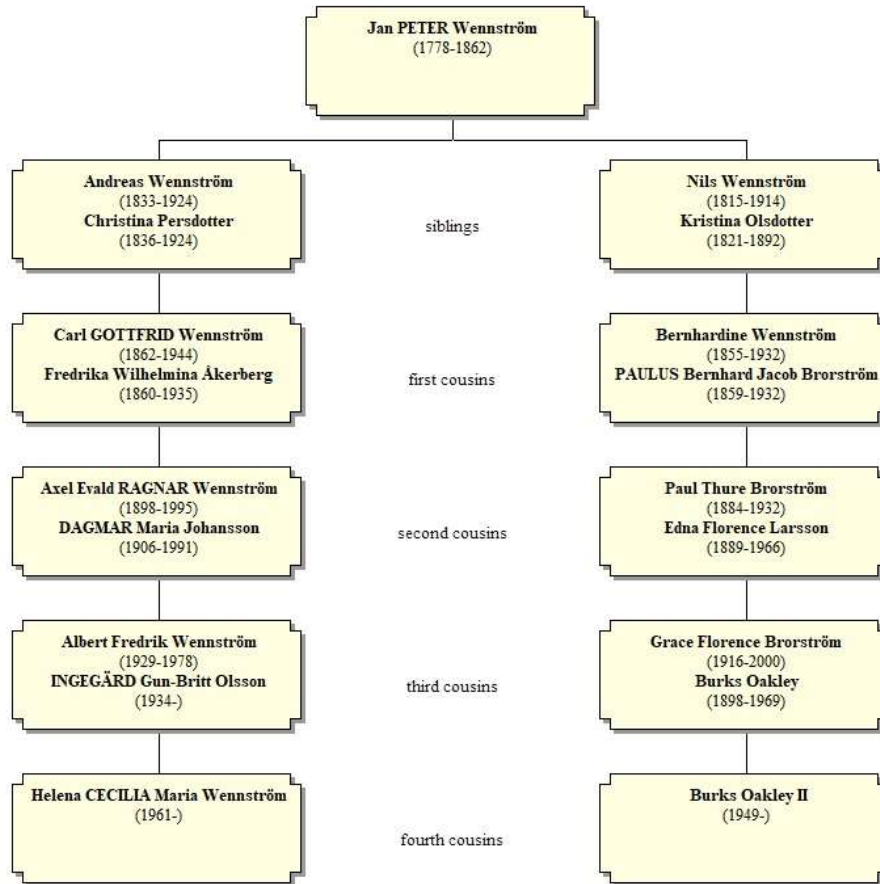 Jan PETER Wennström
(1778-1862)
Andreas Wennström
(1833-1924)
Christina Persdotter
(1836-1924)
siblings
Nils Wennström
(1815-1914)
Kristina Olsdotter
(1821-1892)
Carl GOTTFRID Wennström
(1862-1944)
Fredrika Wilhelmina Åkerberg
(1860-1935)
first cousins
Bernhardine Wennström
(1855-1932)
PAULUS Bernhard Jacob Brorström
(1859-1932)
Axel Evald RAGNAR Wennström
(1898-1995)
DAGMAR Maria Johansson
(1906-1991)
second cousins
Paul Thure Brorström
(1884-1932)
Edna Florence Larsson
(1889-1966)
Albert Fredrik Wennström
(1929-1978)
INGEGÄRD Gun-Britt Olsson
(1934-)
third cousins
Grace Florence Brorström
(1916-2000)
Burks Oakley
(1898-1969)
Helena CECILIA Maria Wennström
(1961-)
fourth cousins
Burks Oakley II
(1949-)